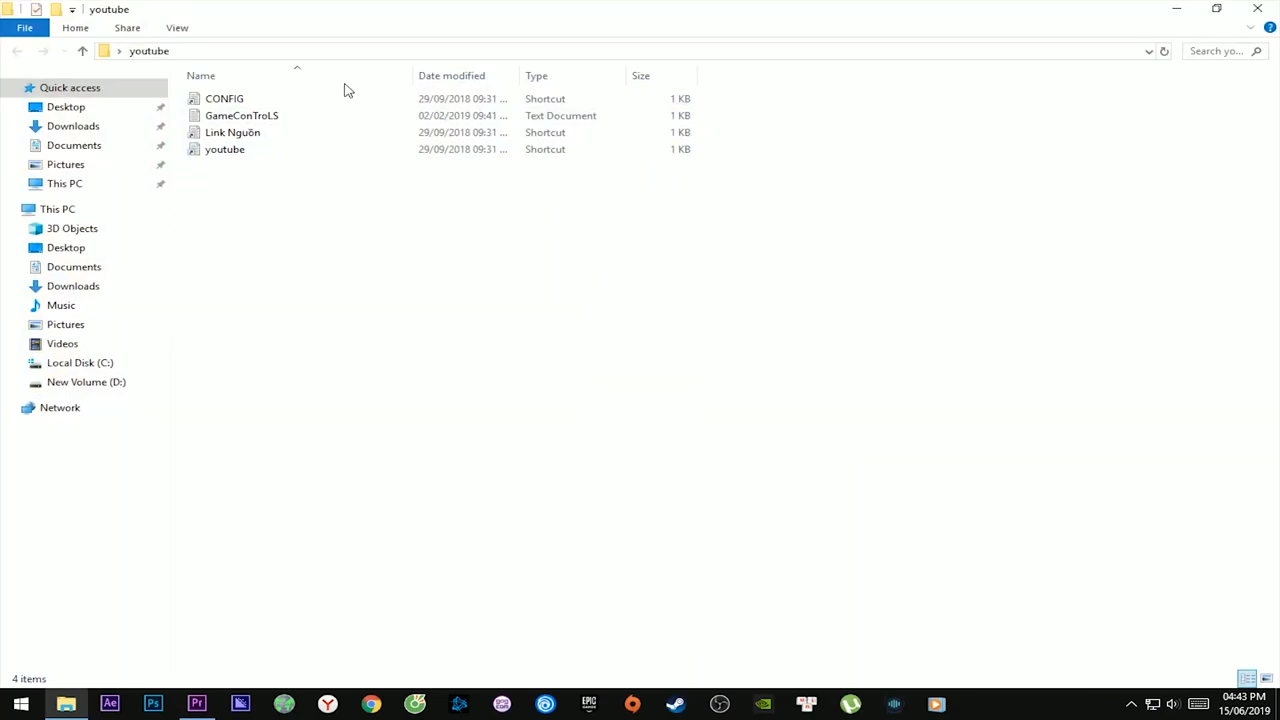 youtube
File Home Share View
youtube
Search yo...
Name Date modified Type Size
Quick access
Desktop
Downloads
Documents
Pictures
This PC
This PC
3D Objects
Desktop
Documents
Downloads
Music
Pictures
Videos
Local Disk (C:)
New Volume (D:)
Network
CONFIG 29/09/2018 09:31 ... Shortcut 1 KB
GameConTroLS 02/02/2019 09:41 ... Text Document 1 KB
Link Nguồn 29/09/2018 09:31 ... Shortcut 1 KB
youtube 29/09/2018 09:31 ... Shortcut 1 KB
4 items
Ae Ps Pr Y EPIC
04:43 PM
15/06/2019